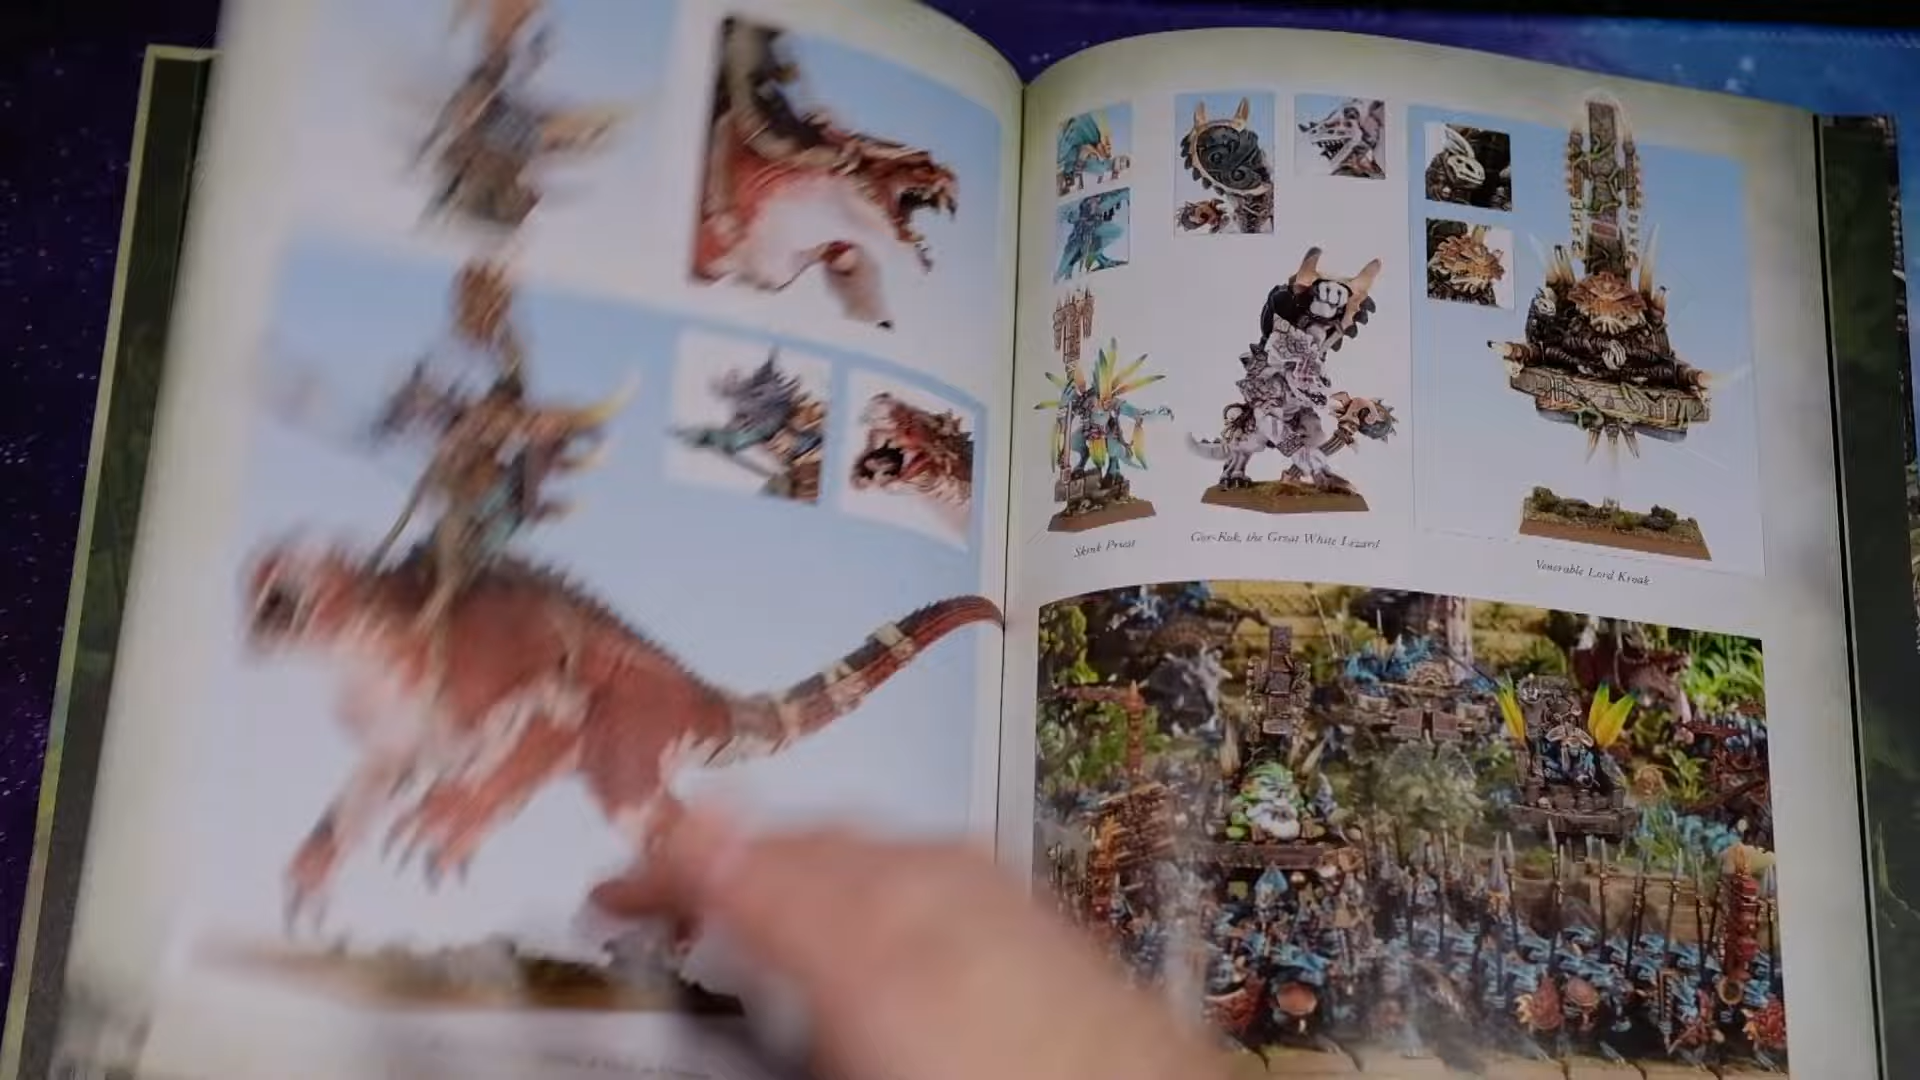 Skink Priest
Gor-Rok, the Great White Lizard
Venerable Lord Kroak